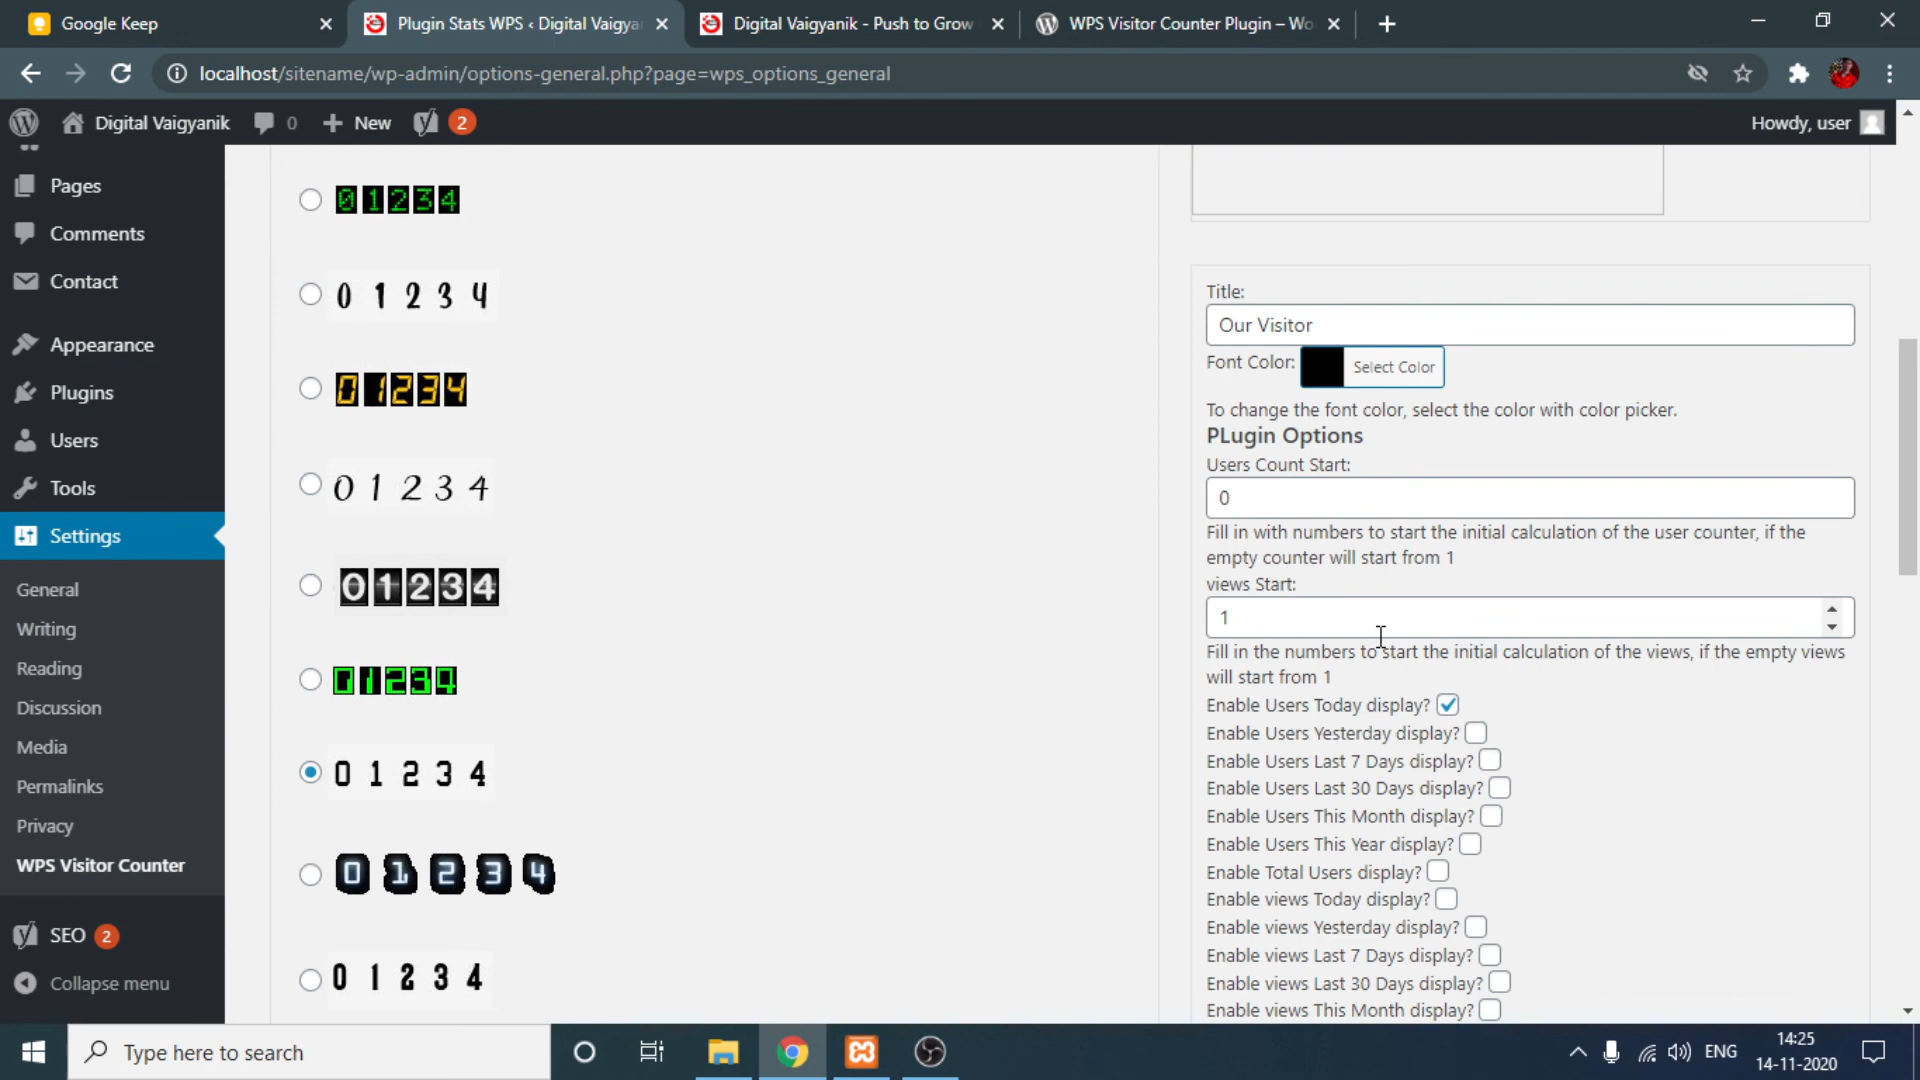 Google Keep
Plugin Stats WPS ‹ Digital Vaigya
Digital Vaigyanik - Push to Grow
WPS Visitor Counter Plugin – Wo
localhost/sitename/wp-admin/options-general.php?page=wps_options_general
Digital Vaigyanik
0
New
2
Howdy, user
Pages
Comments
Contact
Appearance
Plugins
Users
Tools
Settings
General
Writing
Reading
Discussion
Media
Permalinks
Privacy
WPS Visitor Counter
SEO 2
Collapse menu
01234
0 1 2 3 4
01234
0 1 2 3 4
01234
01234
0 1 2 3 4
0 1 2 3 4
0 1 2 3 4
Title:
Our Visitor
Font Color:
Select Color
To change the font color, select the color with color picker.
PLugin Options
Users Count Start:
0
Fill in with numbers to start the initial calculation of the user counter, if the
empty counter will start from 1
views Start:
1
Fill in the numbers to start the initial calculation of the views, if the empty views
will start from 1
Enable Users Today display?
Enable Users Yesterday display?
Enable Users Last 7 Days display?
Enable Users Last 30 Days display?
Enable Users This Month display?
Enable Users This Year display?
Enable Total Users display?
Enable views Today display?
Enable views Yesterday display?
Enable views Last 7 Days display?
Enable views Last 30 Days display?
Enable views This Month display?
Type here to search
ENG
14:25
14-11-2020